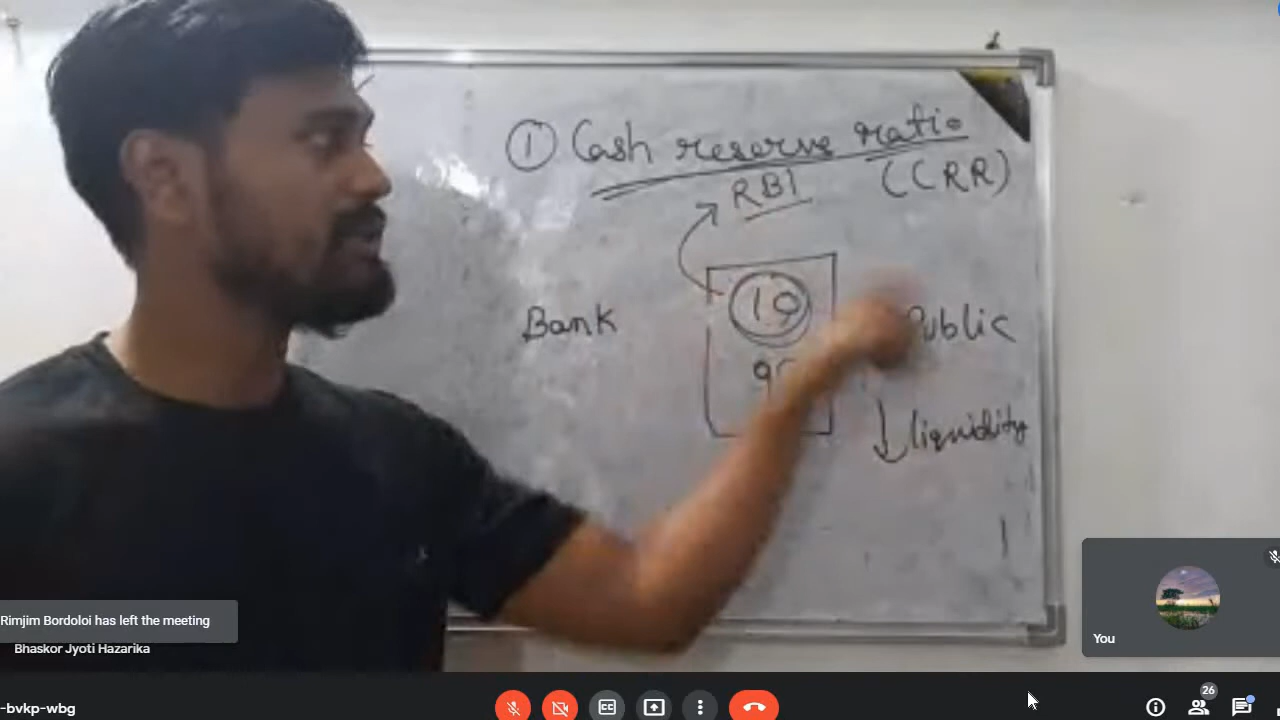 ① Cash reserve ratio
(CRR)
RBI
10
Bank
Public
↓ liquidity
Rimjim Bordoloi has left the meeting
Bhaskor Jyoti Hazarika
You
-bvkp-wbg
26